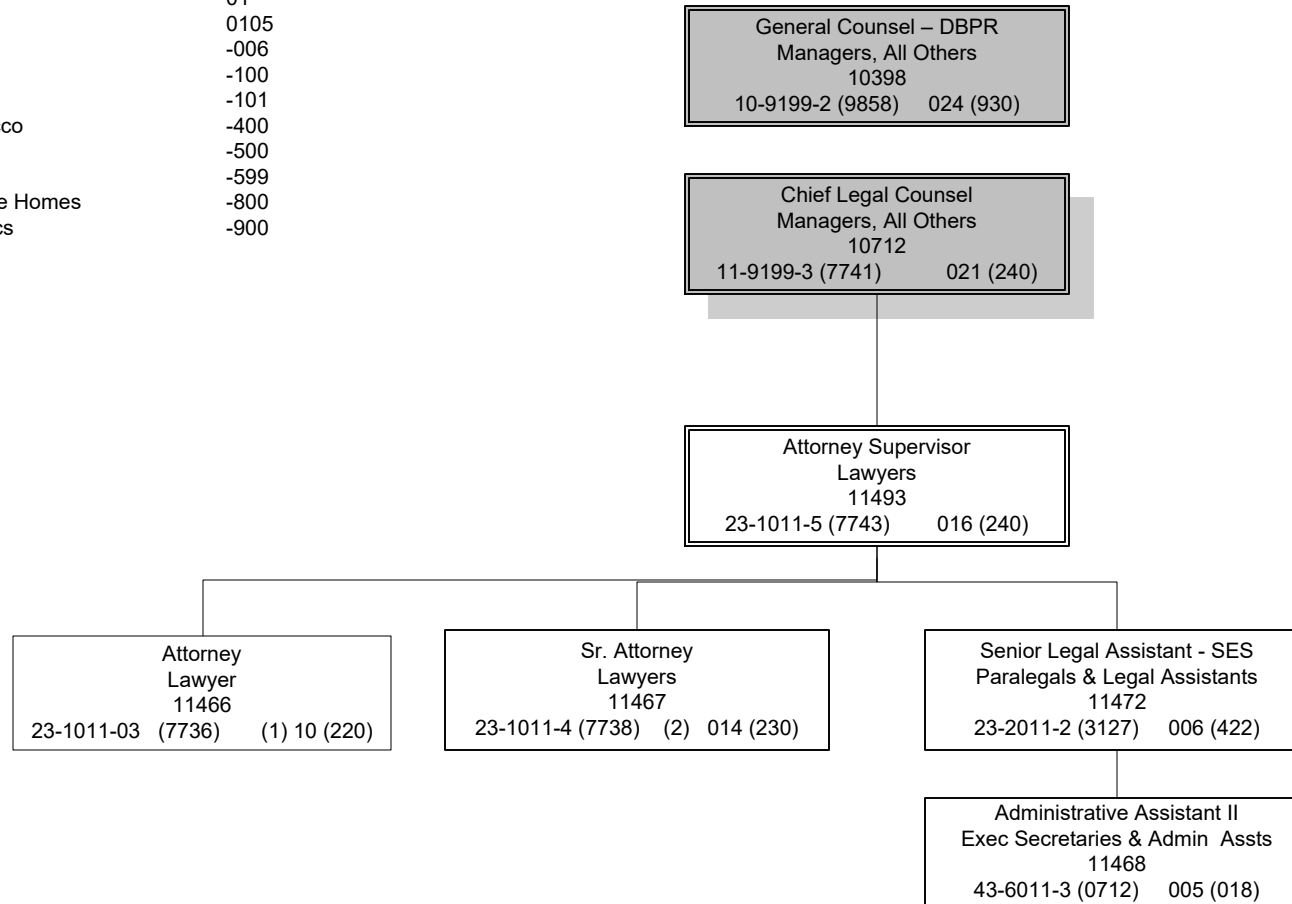 0105
-006
-100
-101
-400
-500
-599
Homes -800
-900
General Counsel – DBPR
Managers, All Others
10398
10-9199-2 (9858) 024 (930)
Chief Legal Counsel
Managers, All Others
10712
11-9199-3 (7741) 021 (240)
Attorney Supervisor
Lawyers
11493
23-1011-5 (7743) 016 (240)
Attorney
Lawyer
11466
23-1011-03 (7736) (1) 10 (220)
Sr. Attorney
Lawyers
11467
23-1011-4 (7738) (2) 014 (230)
Senior Legal Assistant - SES
Paralegals & Legal Assistants
11472
23-2011-2 (3127) 006 (422)
Administrative Assistant II
Exec Secretaries & Admin Assts
11468
43-6011-3 (0712) 005 (018)